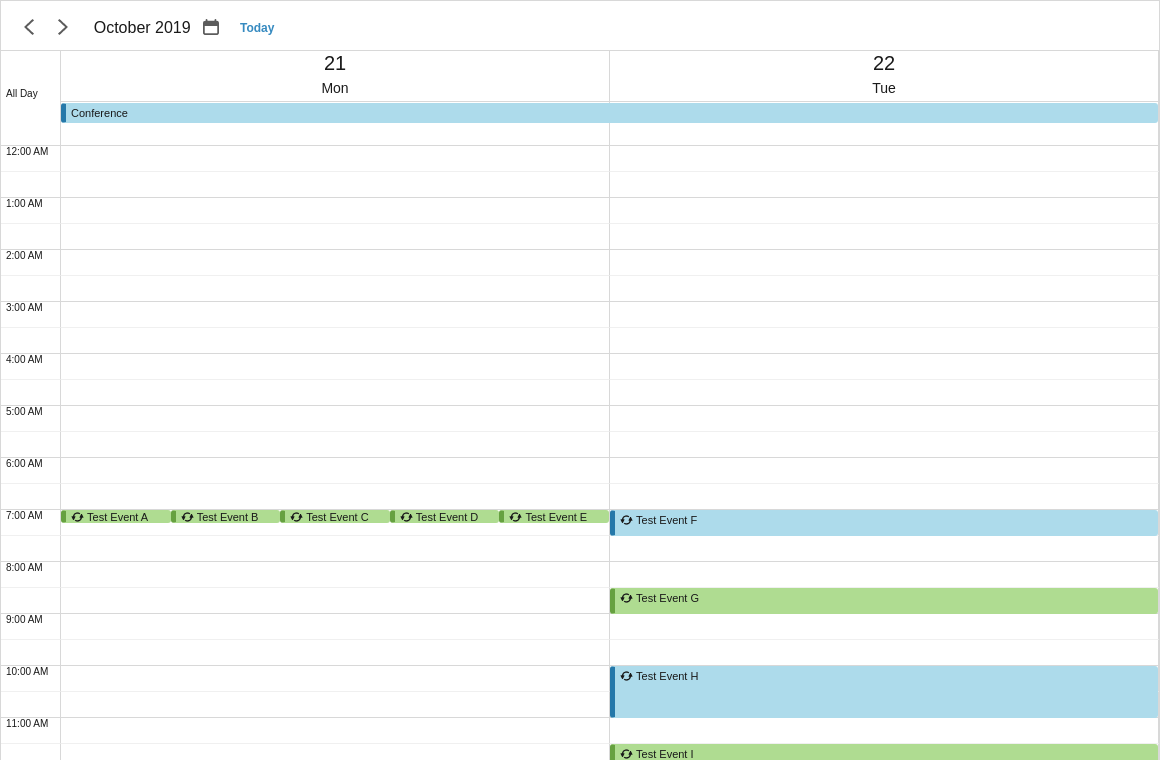 October 2019 Today
21 22
Mon Tue
All Day
Conference
12:00 AM
1:00 AM
2:00 AM
3:00 AM
4:00 AM
5:00 AM
6:00 AM
7:00 AM Test Event A Test Event B Test Event C Test Event D Test Event E Test Event F
8:00 AM
Test Event G
9:00 AM
10:00 AM Test Event H
11:00 AM
Test Event I